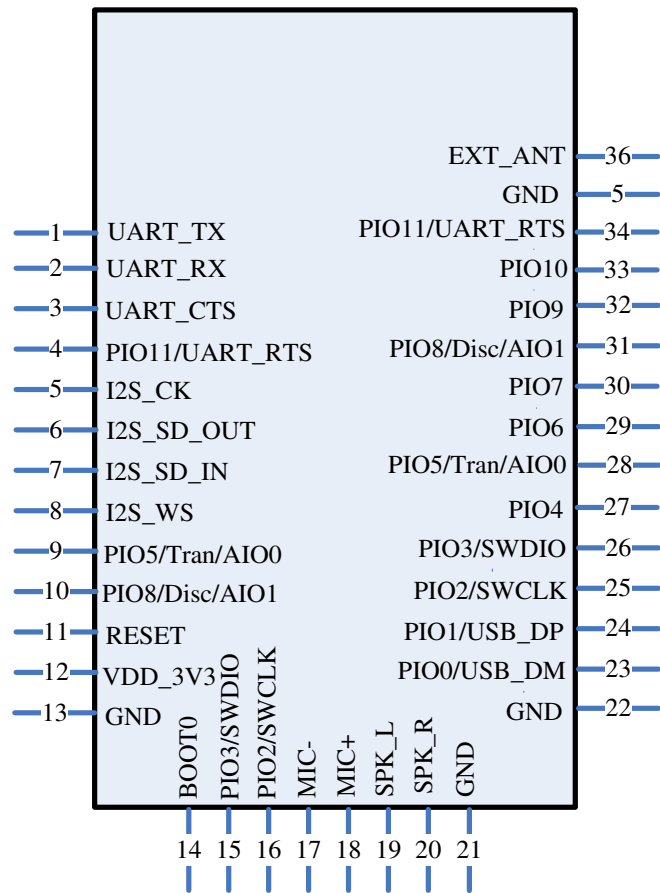 EXT_ANT 36
GND 5
1 UART_TX
PIO11/UART_RTS 34
2 UART_RX
PIO10 33
3 UART_CTS
PIO9 32
4 PIO11/UART_RTS
PIO8/Disc/AIO1 31
5 I2S_CK
PIO7 30
6 I2S_SD_OUT
PIO6 29
7 I2S_SD_IN
PIO5/Tran/AIO0 28
8 I2S_WS
PIO4 27
9 PIO5/Tran/AIO0
PIO3/SWDIO 26
10 PIO8/Disc/AIO1
PIO2/SWCLK 25
11 RESET
PIO1/USB_DP 24
12 VDD_3V3
PIO0/USB_DM 23
13 GND
GND 22
BOOT0
PIO3/SWDIO
PIO2/SWCLK
MIC-
MIC+
SPK_L
SPK_R
GND
14 15 16 17 18 19 20 21